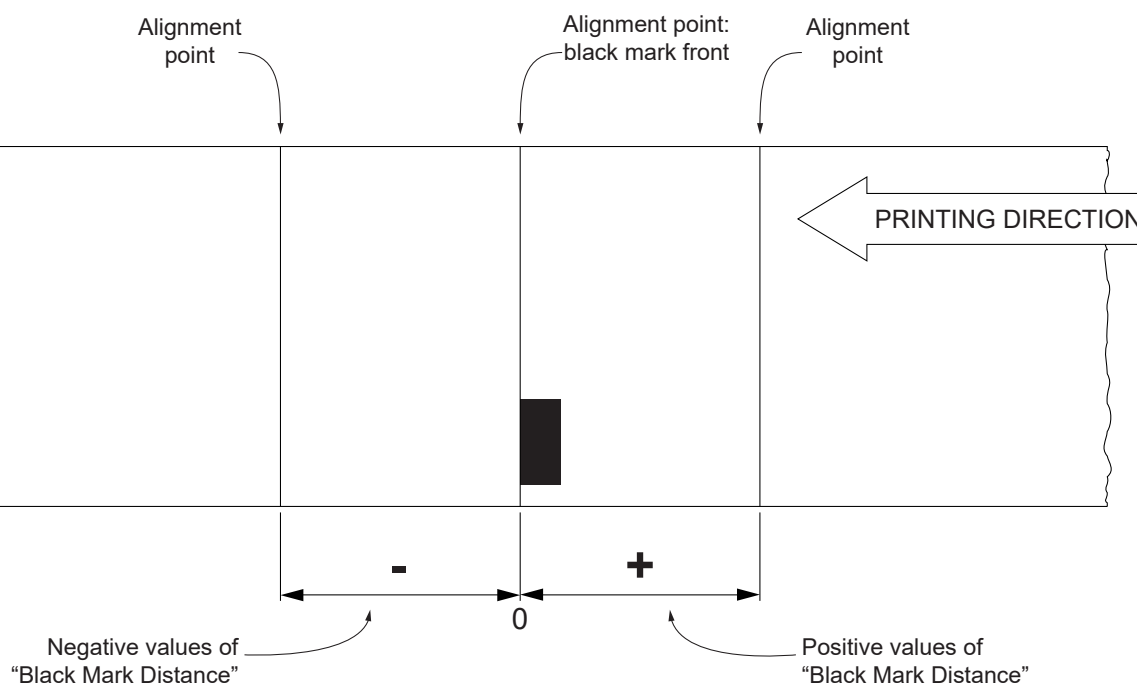 Alignment
point
Alignment point:
black mark front
Alignment
point
PRINTING DIRECTION
-
+
0
Negative values of
“Black Mark Distance”
Positive values of
“Black Mark Distance”